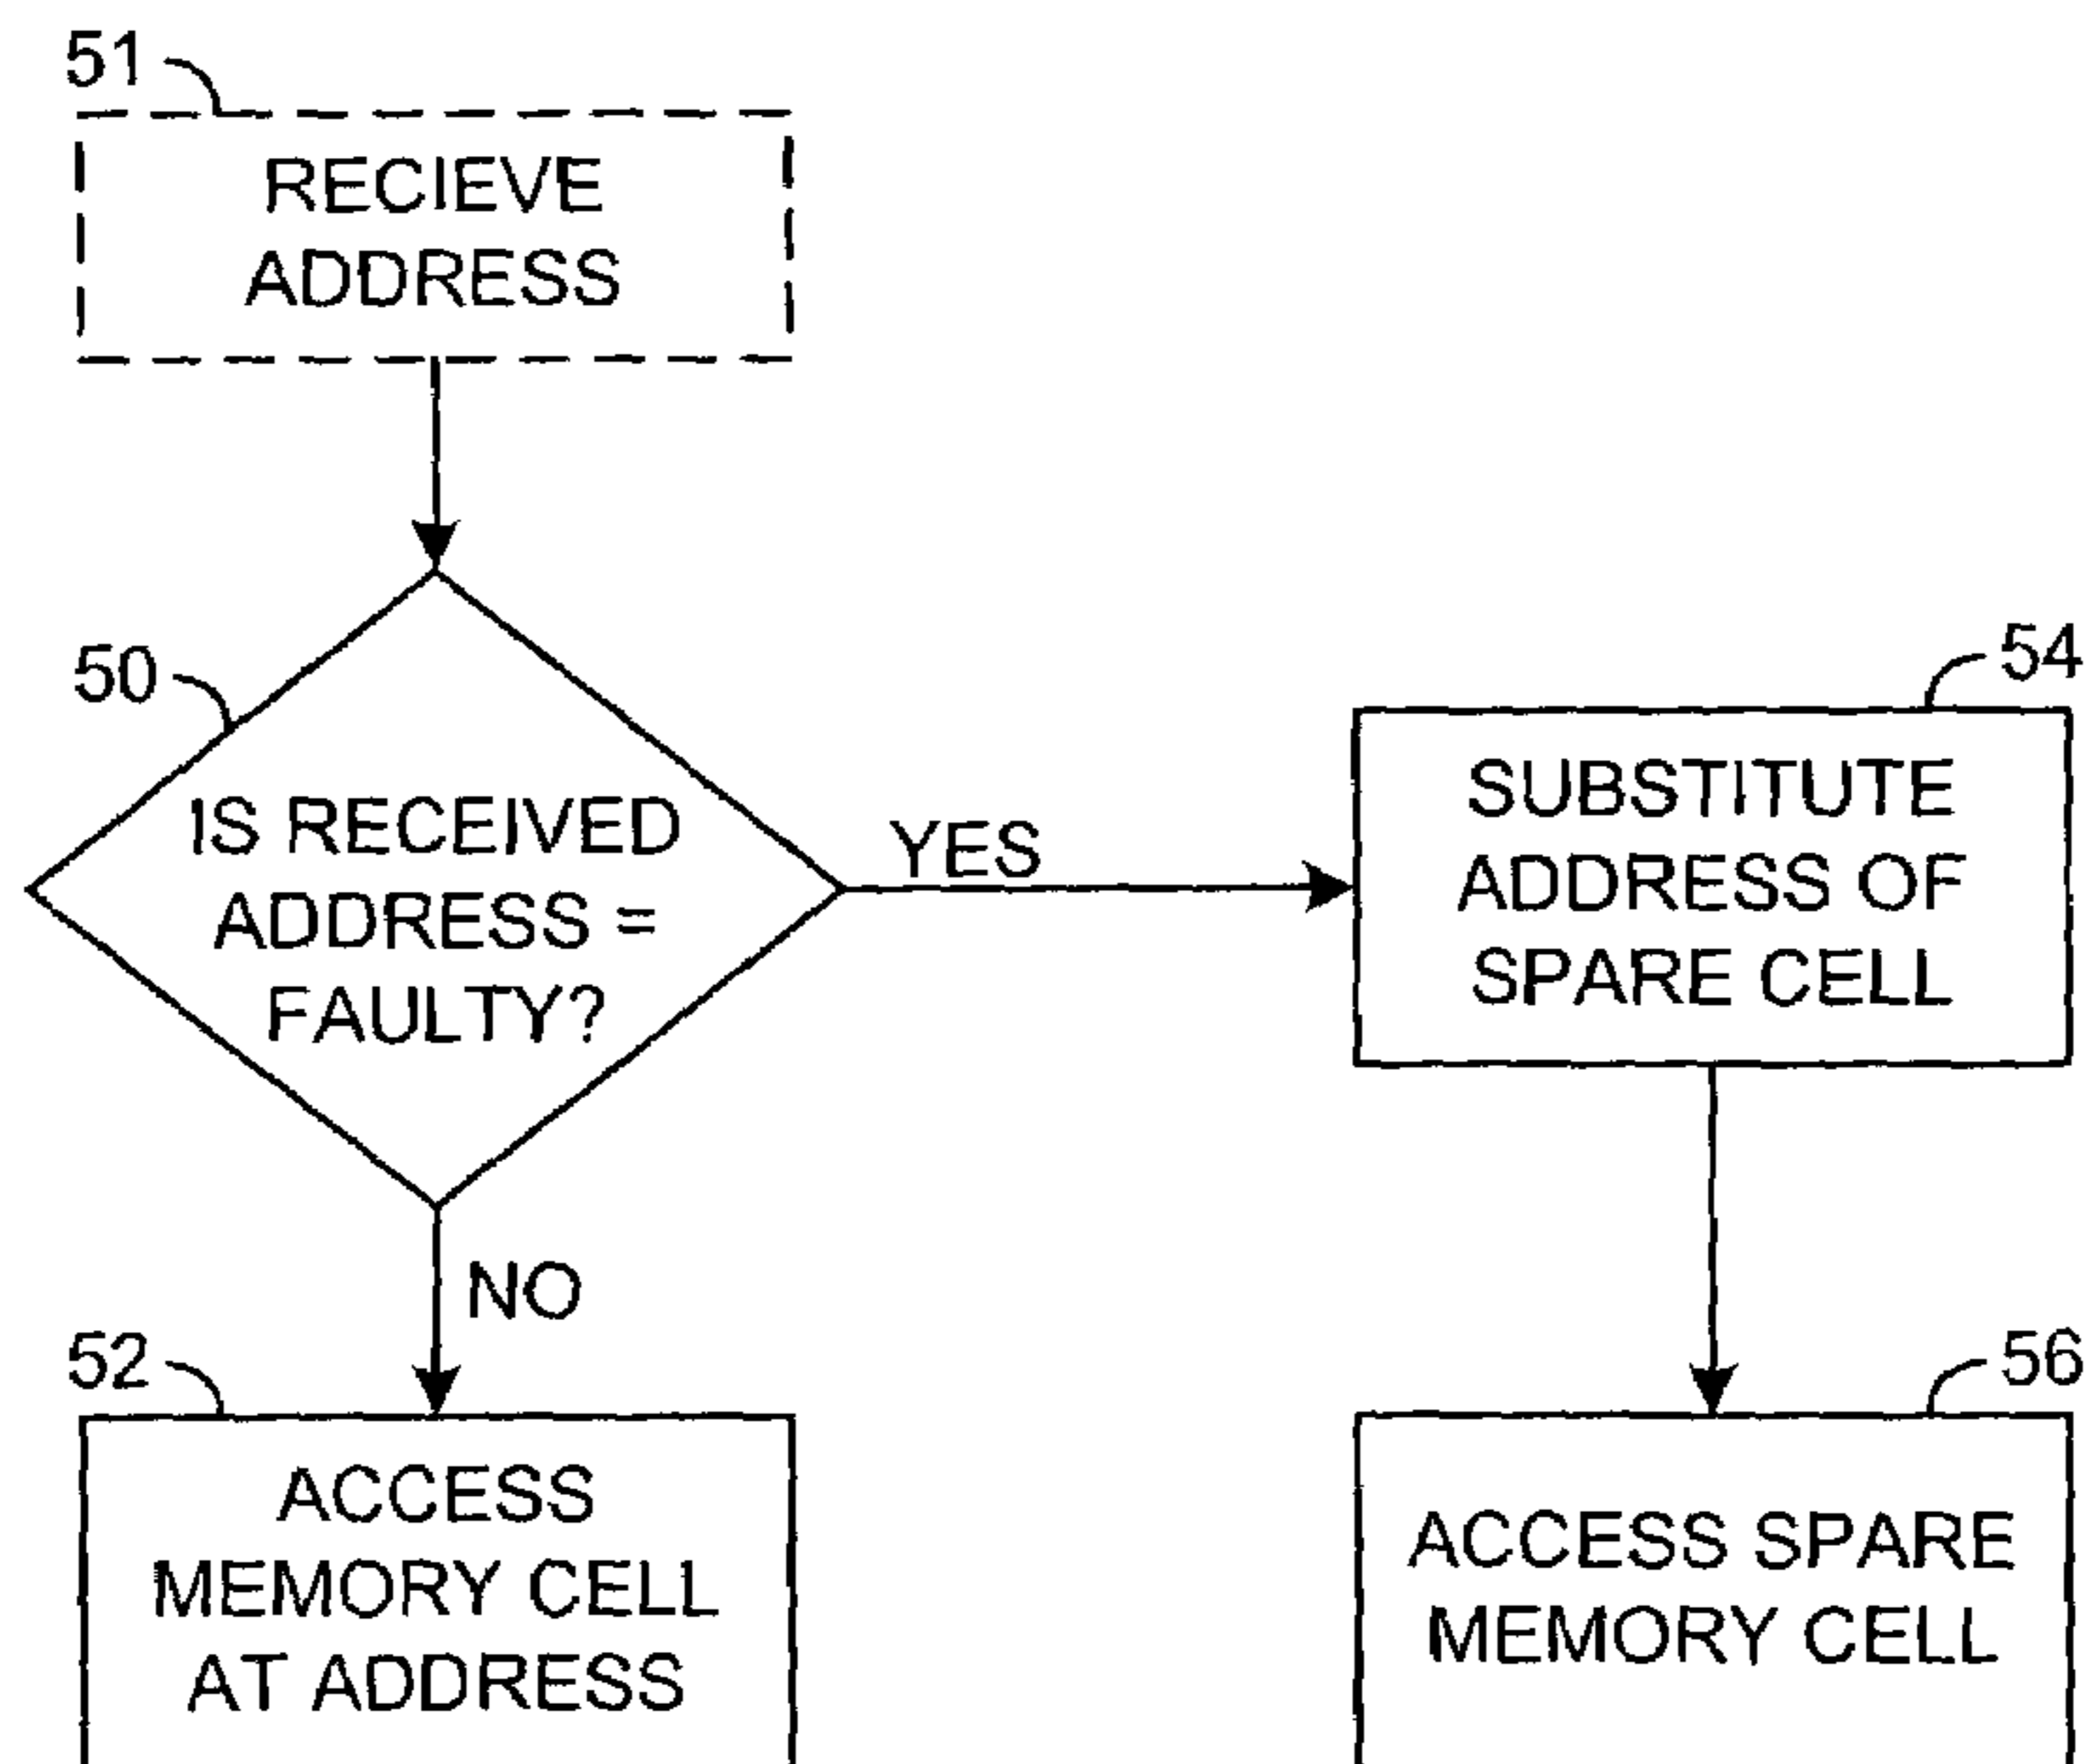 51
RECIEVE
ADDRESS
50
IS RECEIVED
ADDRESS =
FAULTY?
YES
54
SUBSTITUTE
ADDRESS OF
SPARE CELL
NO
52
ACCESS
MEMORY CELL
AT ADDRESS
56
ACCESS SPARE
MEMORY CELL